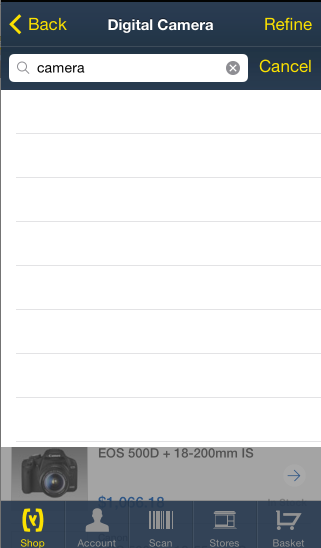 Back Digital Camera Refine
camera Cancel
EOS 500D + 18-200mm IS
$1,066.18 In Stock
Shop Account Scan Stores Basket